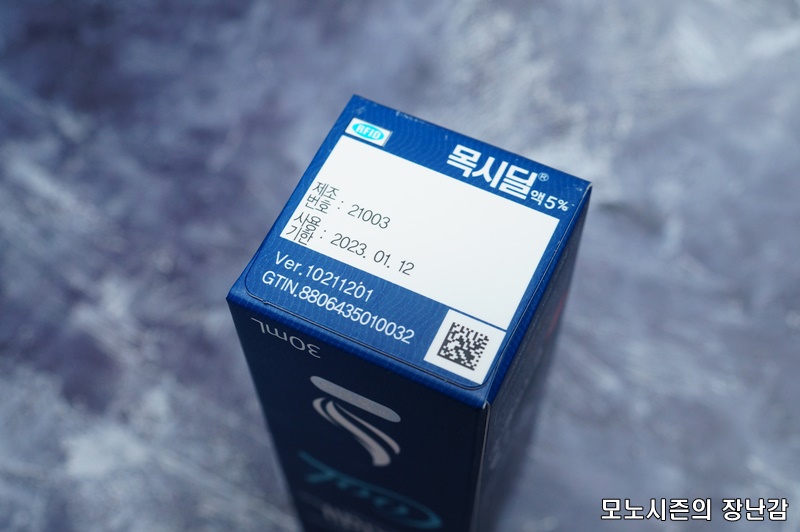 RFID
목시딜® 액 5%
제조
번호 : 21003
사용
기한 : 2023. 01. 12
Ver.10211201
GTIN.8806435010032
30mL
모노시즌의 장난감